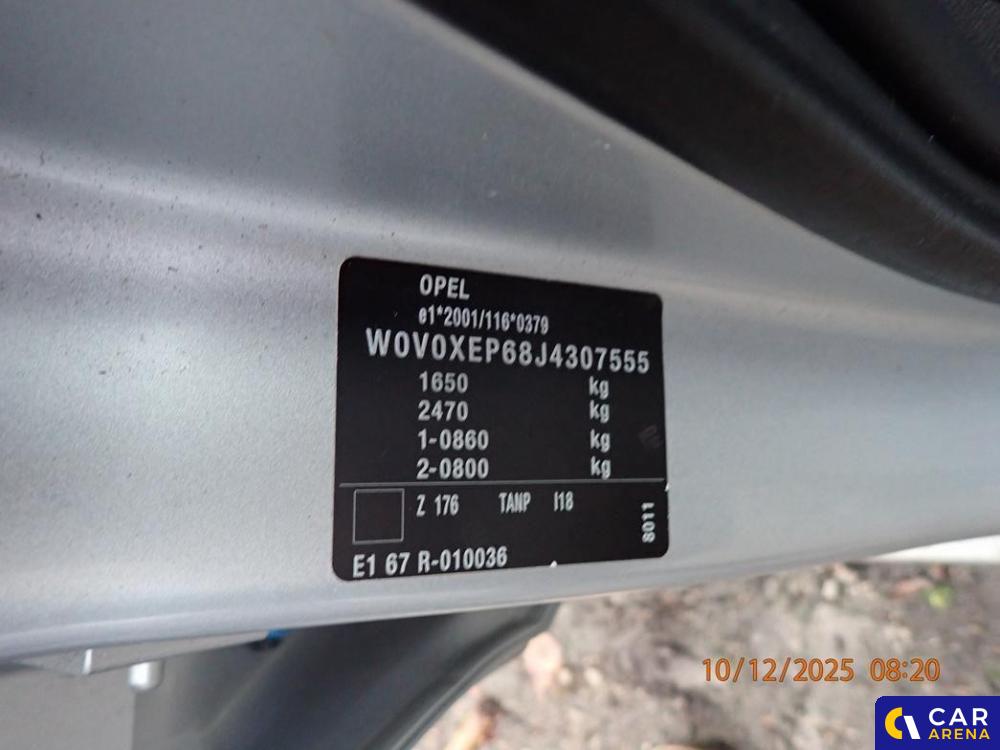 OPEL
e1*2001/116*0379
W0V0XEP68J4307555
1650 kg
2470 kg
1-0860 kg
2-0800 kg
Z 176 TANP I18
8011
E1 67 R-010036
10/12/2025 08:20
CAR
ARENA